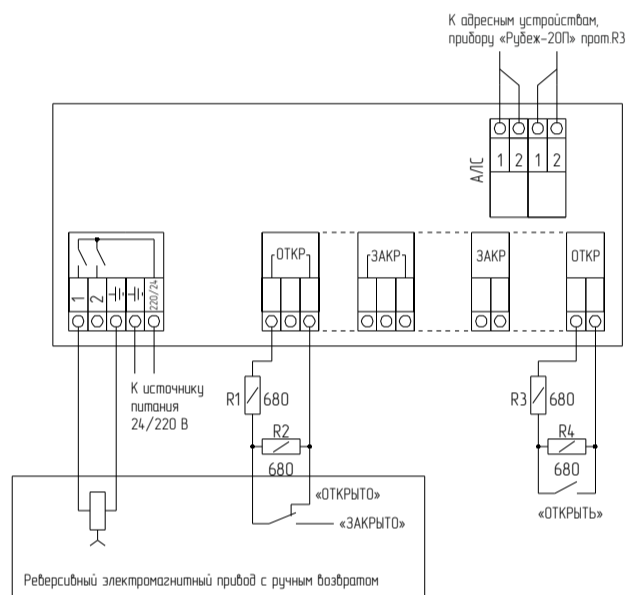 К адресным устройствам,
прибору «Рубеж-20П» прот.R3
А/ЛС
1 2 1 2
ОТКР
ЗАКР
ЗАКР
ОТКР
1
2
220/24
К источнику
питания
24/220 В
R1
680
R2
680
R3
680
R4
680
«ОТКРЫТО»
«ЗАКРЫТО»
«ОТКРЫТЬ»
Реверсивный электромагнитный привод с ручным возвратом